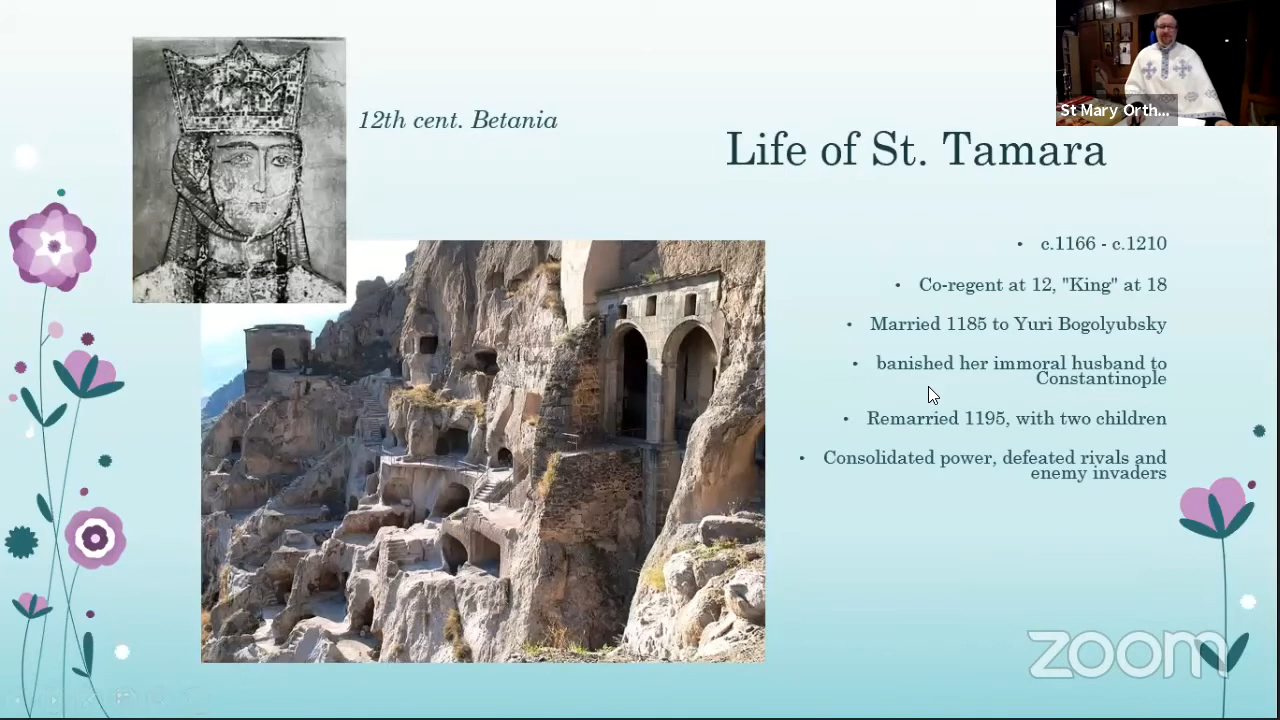 St Mary Orth...
12th cent. Betania
Life of St. Tamara
• c.1166 - c.1210
• Co-regent at 12, "King" at 18
• Married 1185 to Yuri Bogolyubsky
• banished her immoral husband to
Constantinople
• Remarried 1195, with two children
• Consolidated power, defeated rivals and
enemy invaders
zoom